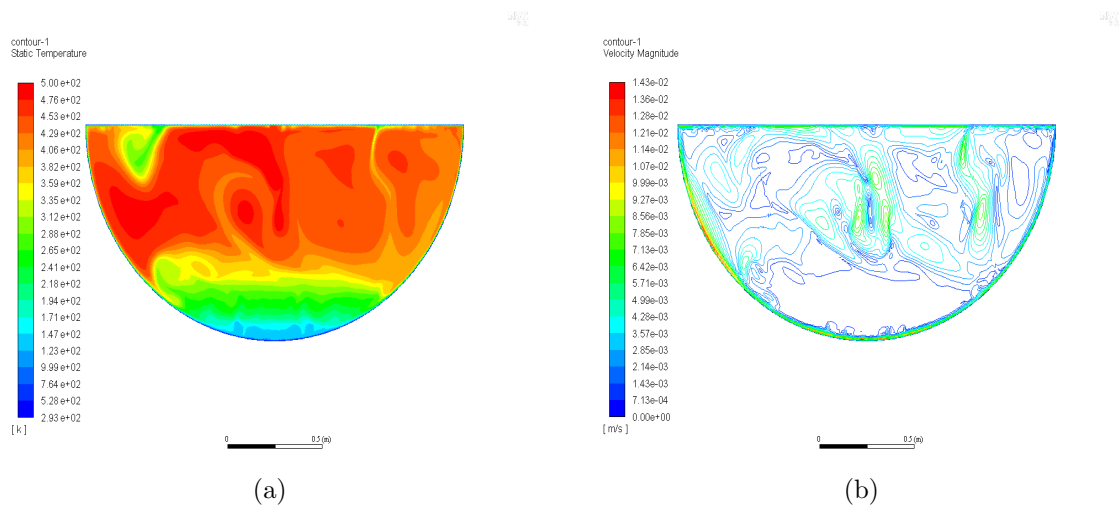 contour-1
Static Temperature
5.00e+02
4.76e+02
4.53e+02
4.29e+02
4.06e+02
3.82e+02
3.59e+02
3.35e+02
3.12e+02
2.88e+02
2.65e+02
2.41e+02
2.18e+02
1.94e+02
1.71e+02
1.47e+02
1.23e+02
9.99e+02
7.64e+02
5.28e+02
2.93e+02
[ k ]
0
0.5 (m)
(a)
contour-1
Velocity Magnitude
1.43e-02
1.36e-02
1.28e-02
1.21e-02
1.14e-02
1.07e-02
9.99e-03
9.27e-03
8.56e-03
7.85e-03
7.13e-03
6.42e-03
5.71e-03
4.99e-03
4.28e-03
3.57e-03
2.85e-03
2.14e-03
1.43e-03
7.13e-04
0.00e+00
[ m/s ]
0
0.5 (m)
(b)